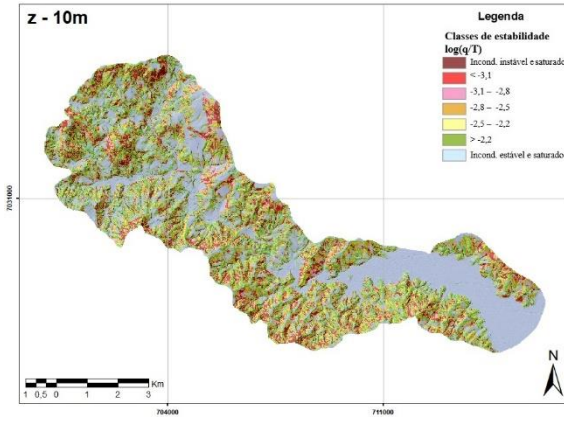 z - 10m
Legenda
Classes de estabilidade
log(q/T)
Incond. instável e saturado
< -3,1
-3,1 – -2,8
-2,8 – -2,5
-2,5 – -2,2
> -2,2
Incond. estável e saturado
7031000
N
Km
1 0,5 0 1 2 3
704000
711000